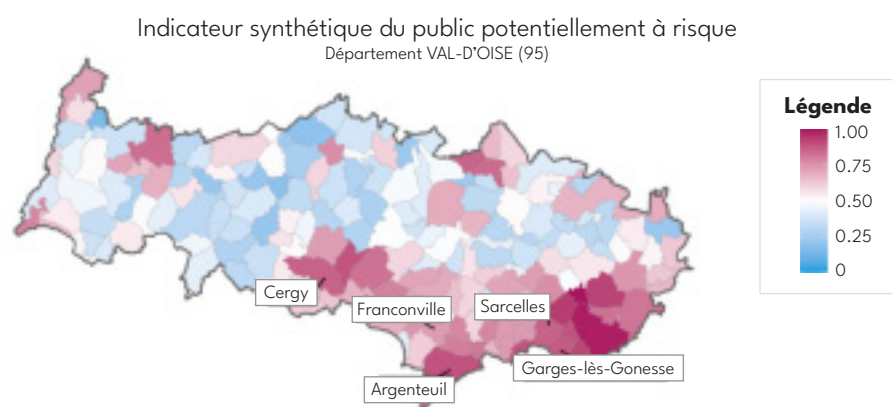 Indicateur synthétique du public potentiellement à risque
Département VAL-D'OISE (95)
Légende
1.00
0.75
0.50
0.25
0
Cergy
Franconville
Sarcelles
Garges-lès-Gonesse
Argenteuil